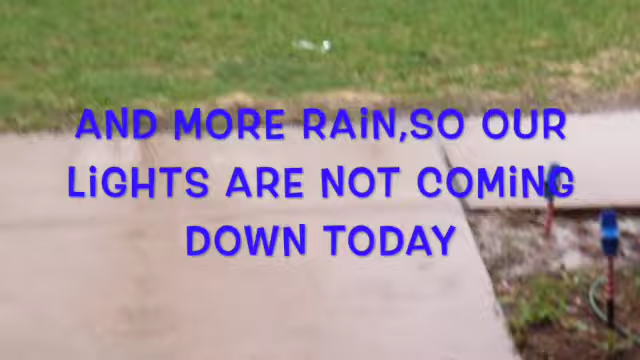 AND MORE RAiN,SO OUR
LiGHTS ARE NOT COMiNG
DOWN TODAY